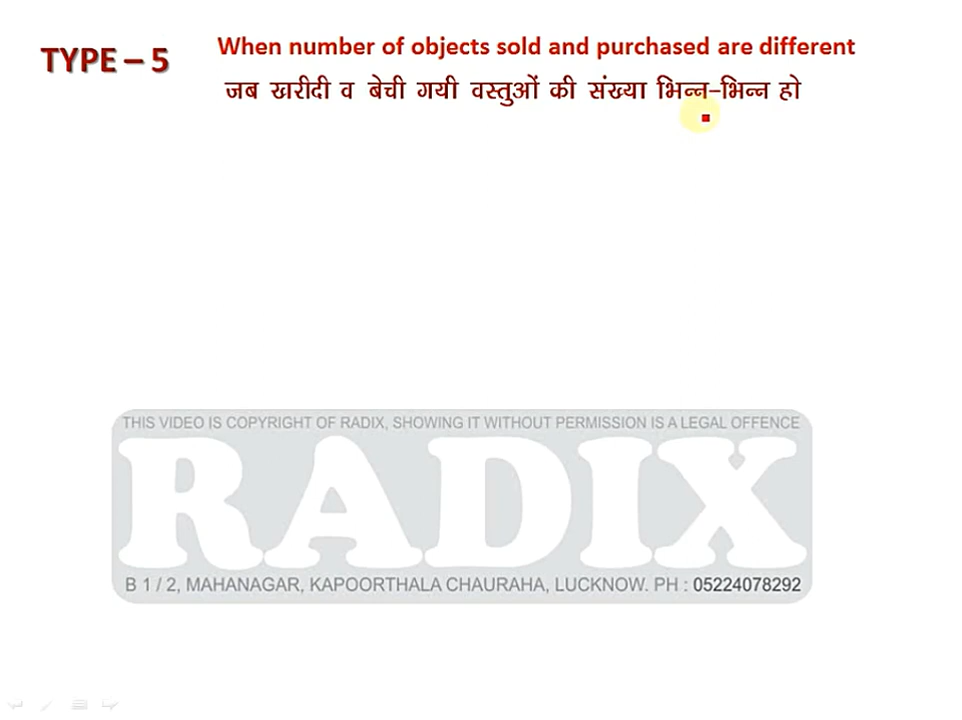 TYPE – 5
When number of objects sold and purchased are different
जब खरीदी व बेची गयी वस्तुओं की संख्या भिन्न-भिन्न हो
THIS VIDEO IS COPYRIGHT OF RADIX, SHOWING IT WITHOUT PERMISSION IS A LEGAL OFFENCE
RADIX
B 1 / 2, MAHANAGAR, KAPOORTHALA CHAURAHA, LUCKNOW. PH : 05224078292